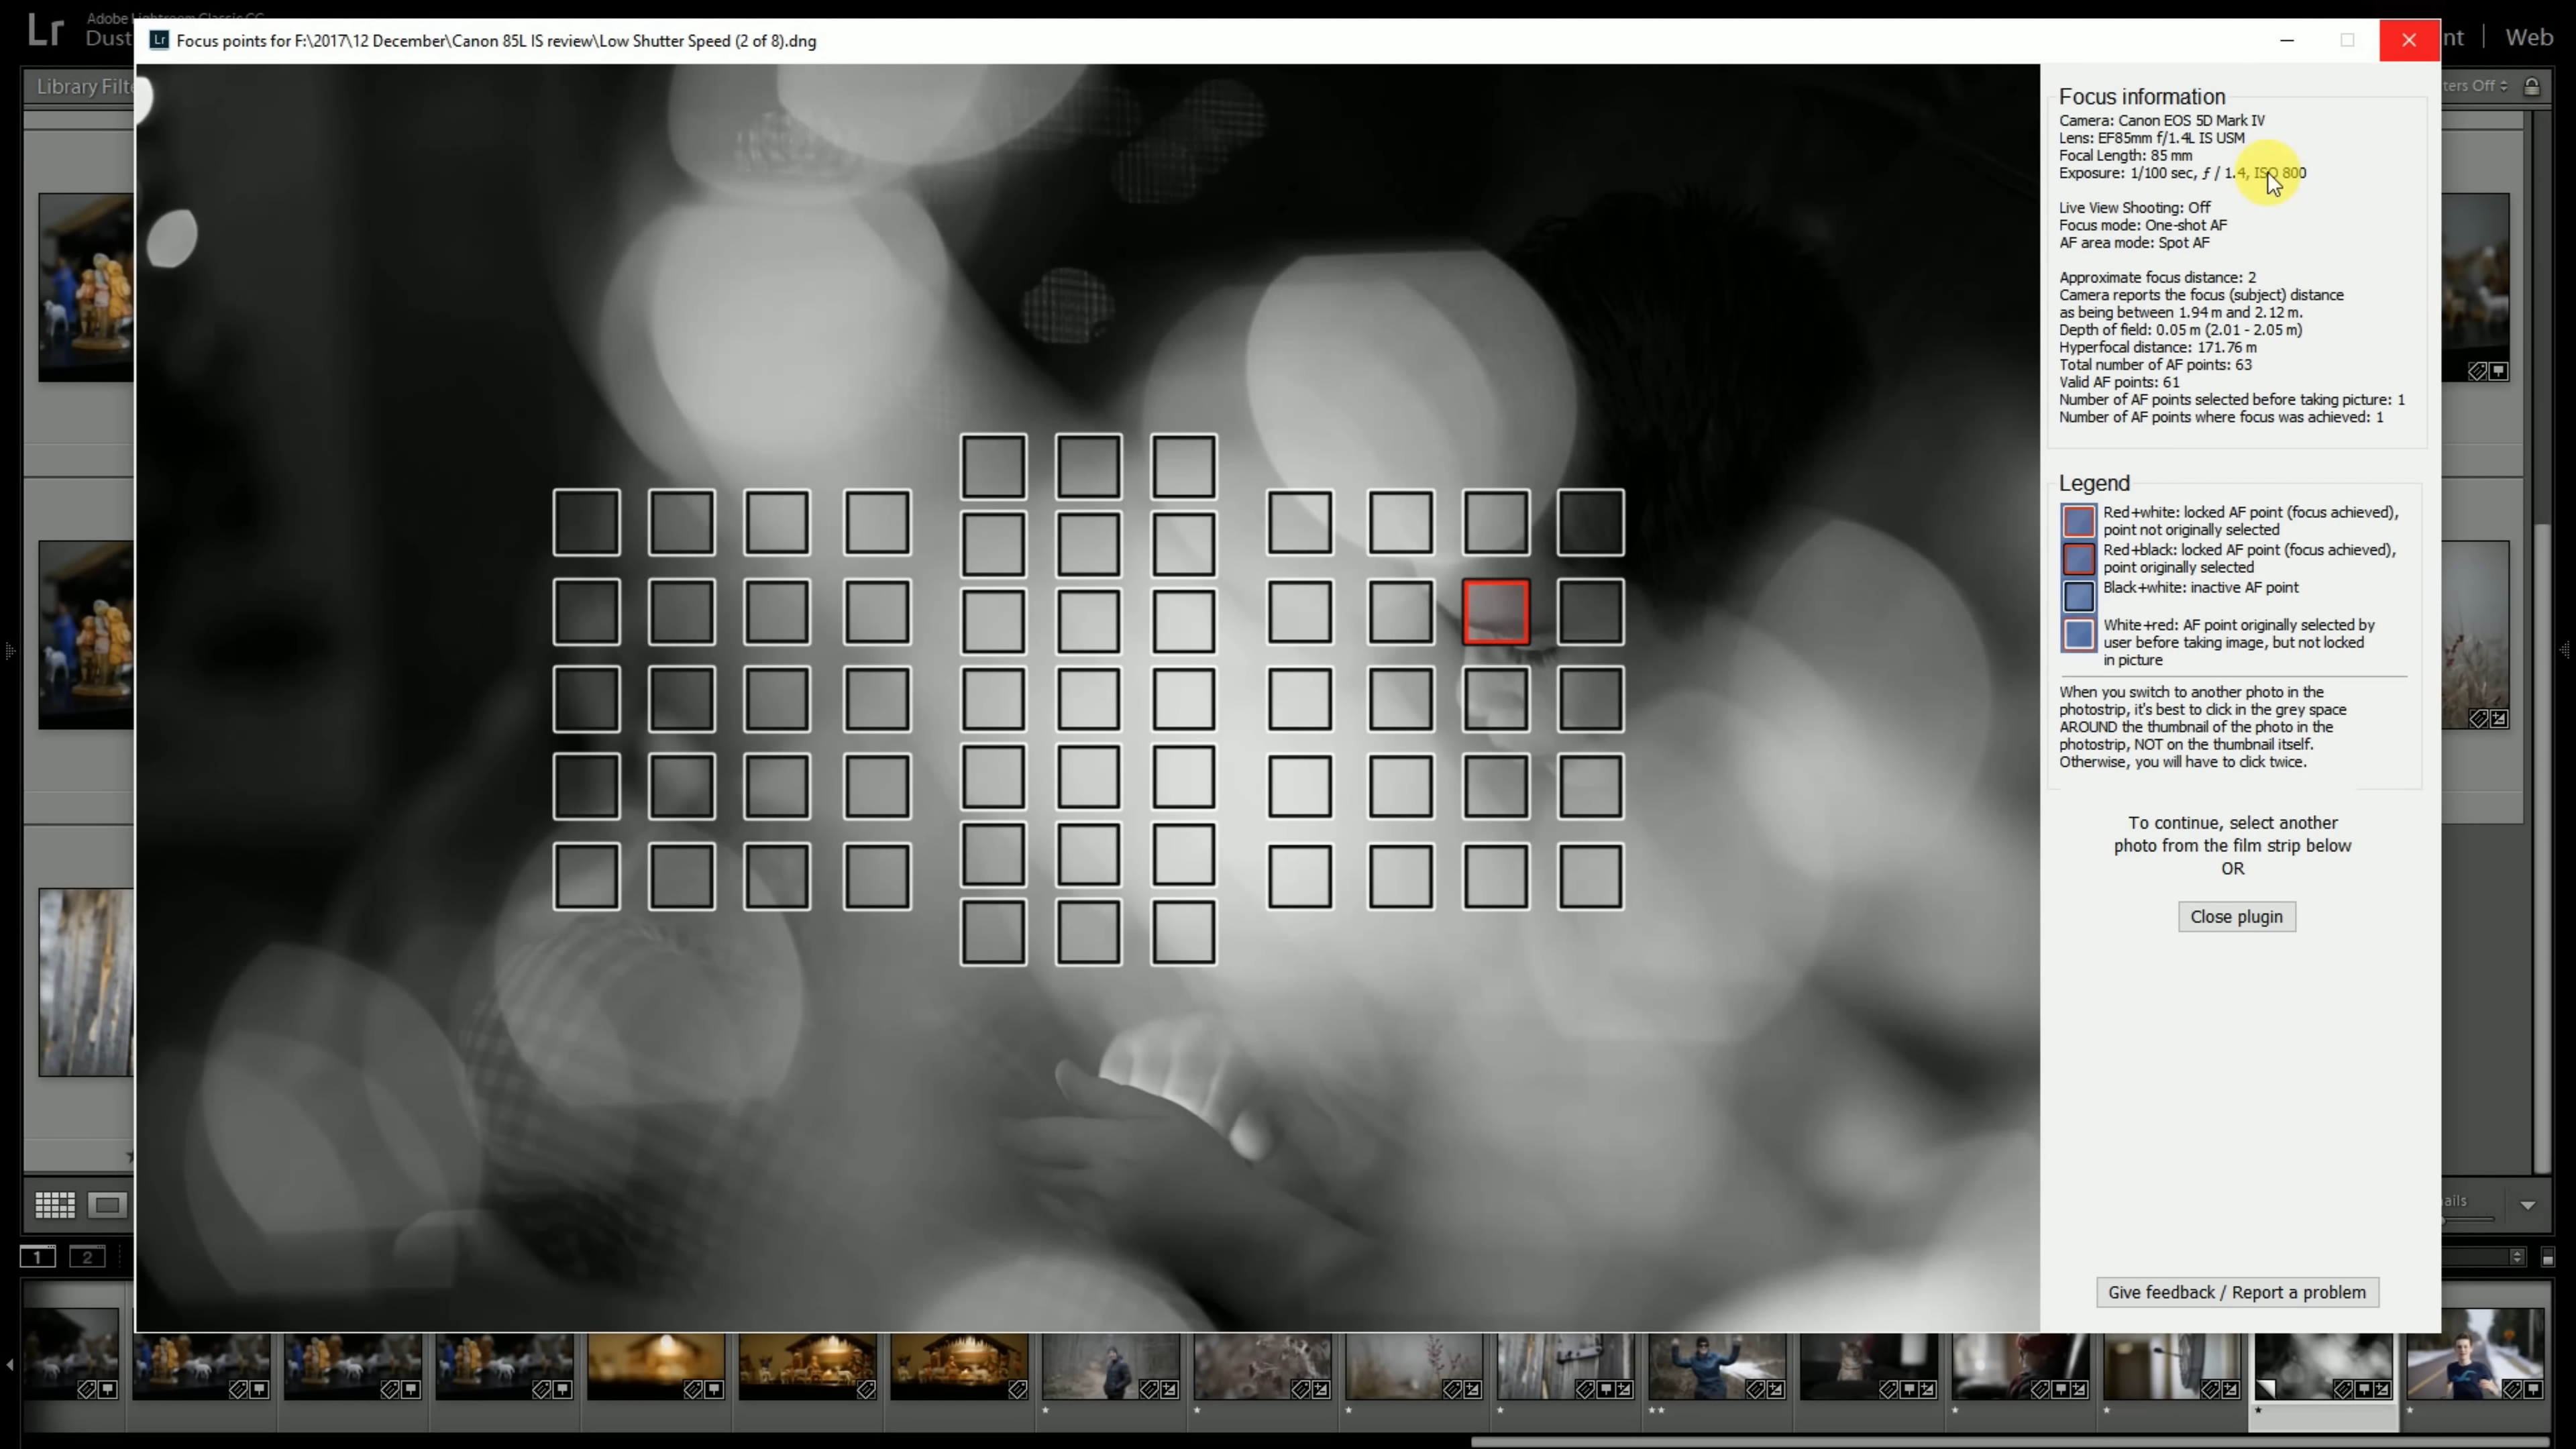 Lr
Adobe Lightroom Classic CC
Dust
nt | Web
Lr Focus points for F:\2017\12 December\Canon 85L IS review\Low Shutter Speed (2 of 8).dng
Library Filte
ters Off
Focus information
Camera: Canon EOS 5D Mark IV
Lens: EF85mm f/1.4L IS USM
Focal Length: 85 mm
Exposure: 1/100 sec, ƒ / 1.4, ISO 800
Live View Shooting: Off
Focus mode: One-shot AF
AF area mode: Spot AF
Approximate focus distance: 2
Camera reports the focus (subject) distance
as being between 1.94 m and 2.12 m.
Depth of field: 0.05 m (2.01 - 2.05 m)
Hyperfocal distance: 171.76 m
Total number of AF points: 63
Valid AF points: 61
Number of AF points selected before taking picture: 1
Number of AF points where focus was achieved: 1
Legend
Red+white: locked AF point (focus achieved),
point not originally selected
Red+black: locked AF point (focus achieved),
point originally selected
Black+white: inactive AF point
White+red: AF point originally selected by
user before taking image, but not locked
in picture
When you switch to another photo in the
photostrip, it's best to click in the grey space
AROUND the thumbnail of the photo in the
photostrip, NOT on the thumbnail itself.
Otherwise, you will have to click twice.
To continue, select another
photo from the film strip below
OR
Close plugin
ails
1 2
Give feedback / Report a problem